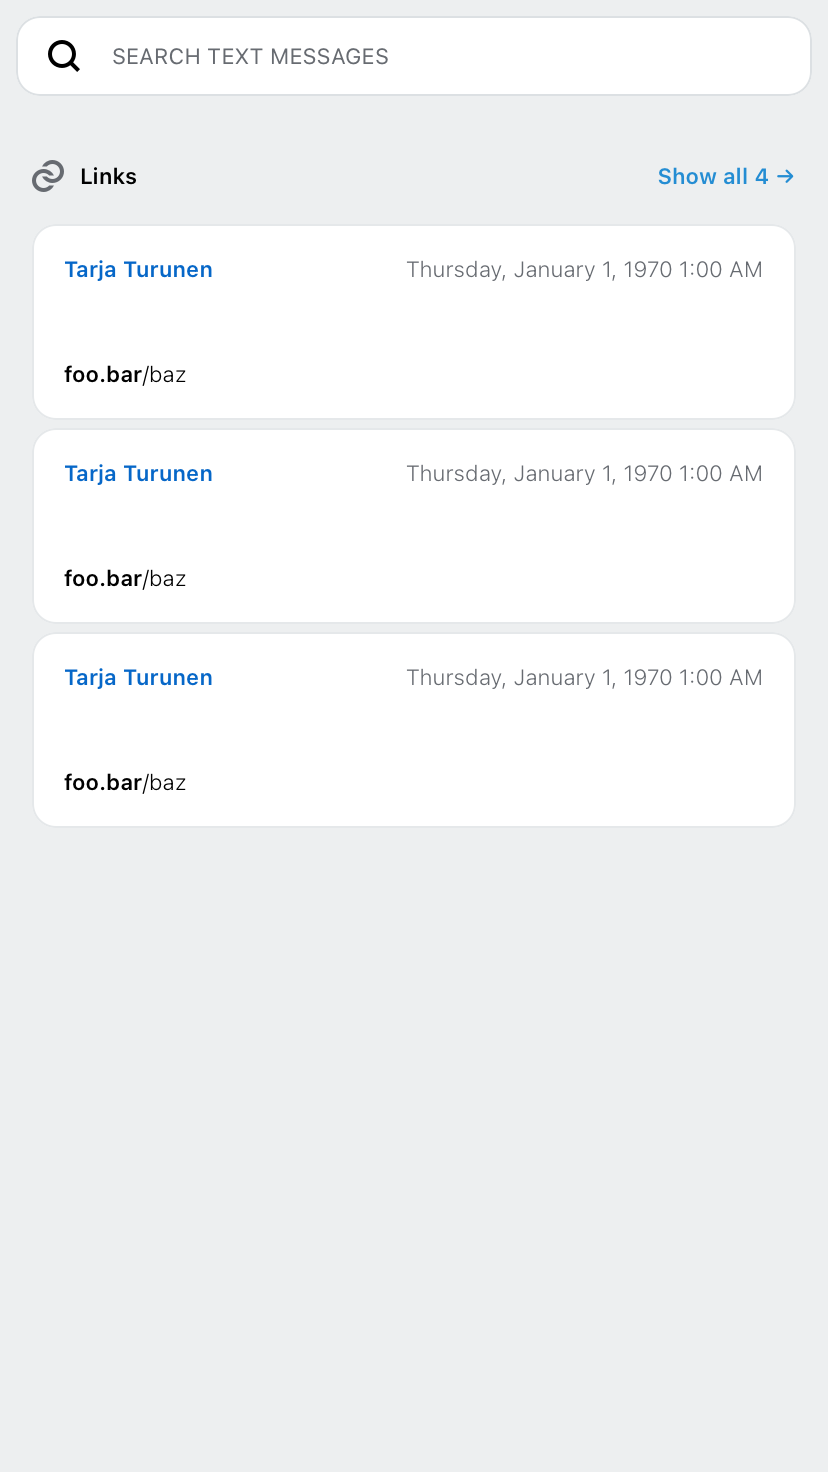 SEARCH TEXT MESSAGES
Links
Show all 4 →
Tarja Turunen
Thursday, January 1, 1970 1:00 AM
foo.bar/baz
Tarja Turunen
Thursday, January 1, 1970 1:00 AM
foo.bar/baz
Tarja Turunen
Thursday, January 1, 1970 1:00 AM
foo.bar/baz